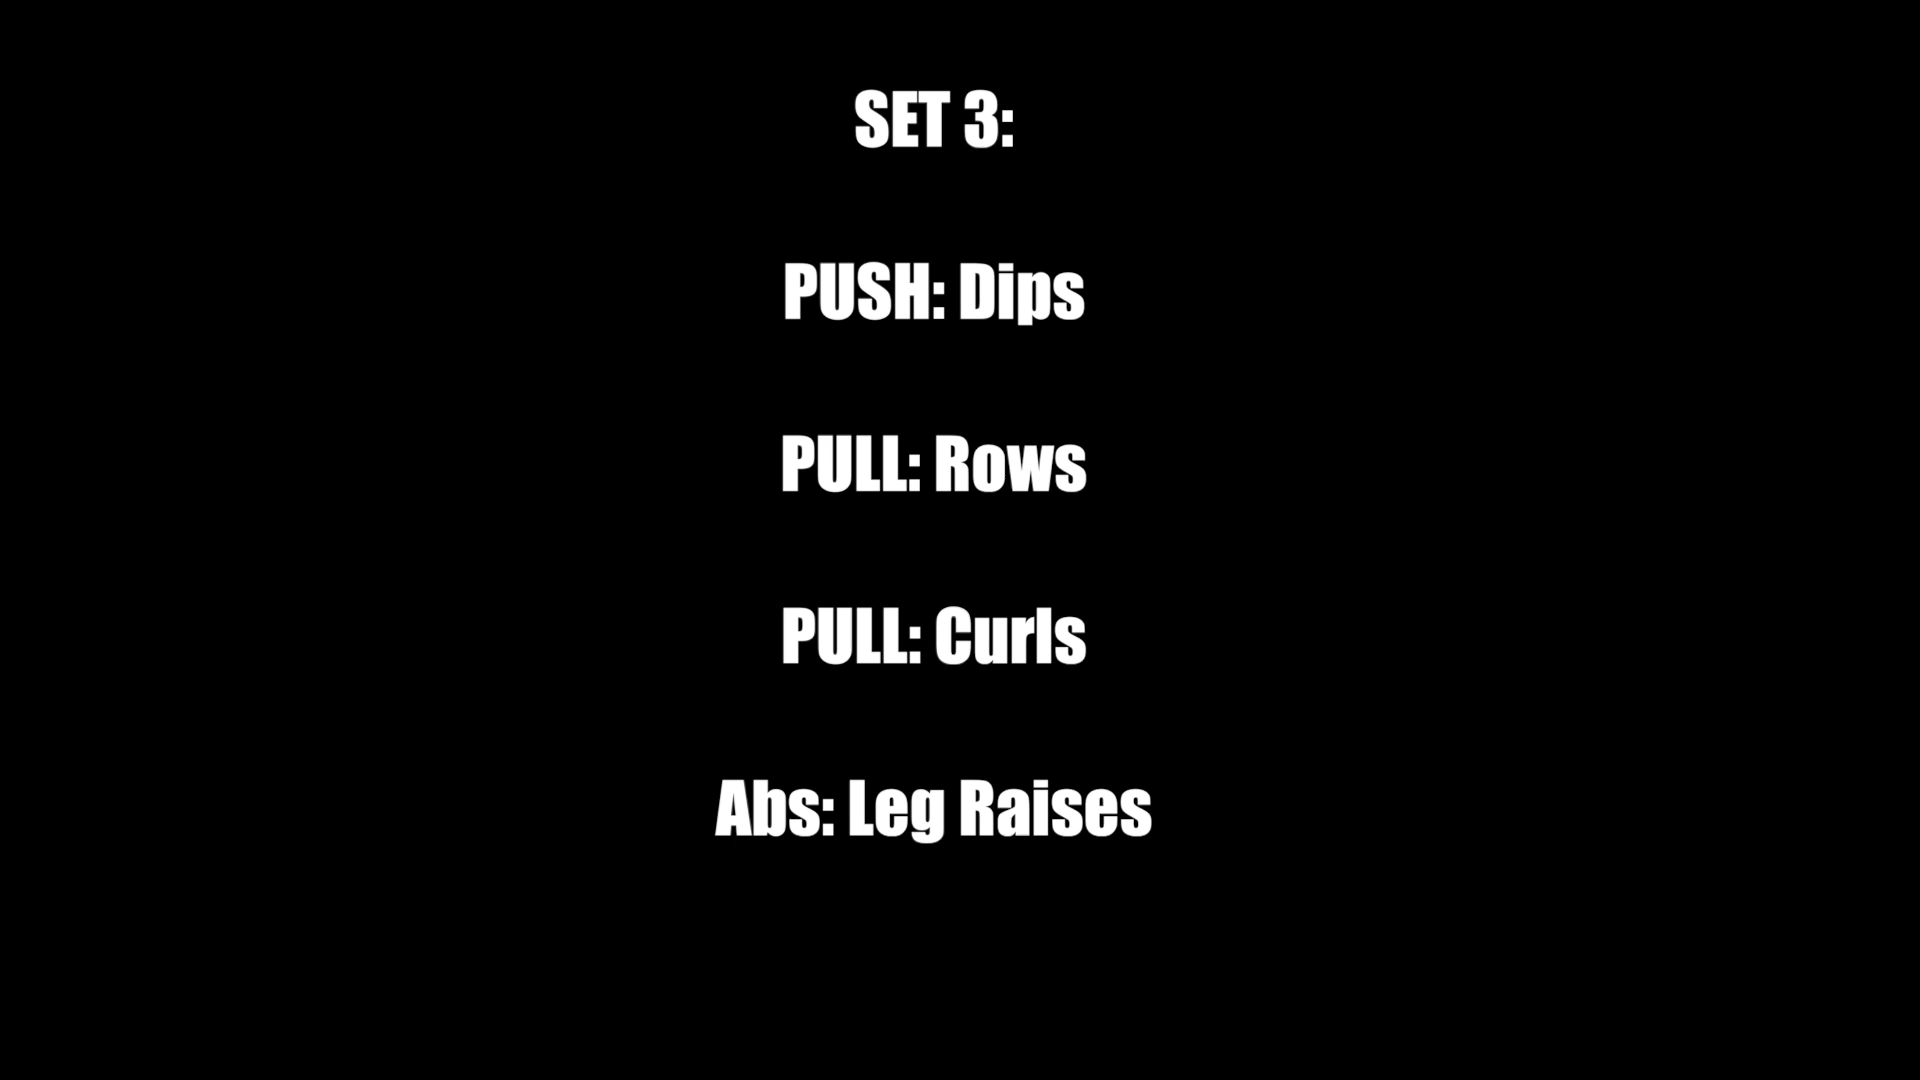 SET 3:
PUSH: Dips
PULL: Rows
PULL: Curls
Abs: Leg Raises